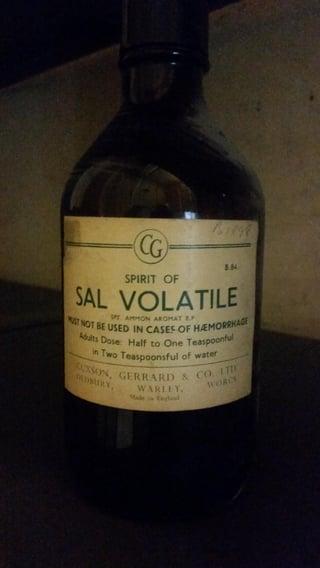 CG
B.84.
SPIRIT OF
SAL VOLATILE
SPT. AMMON AROMAT B.P.
MUST NOT BE USED IN CASES OF HÆMORRHAGE
Adults Dose: Half to One Teaspoonful
in Two Teaspoonsful of water
CUXSON, GERRARD & CO. LTD
OLDBURY, WARLEY, WORCS
Made in England